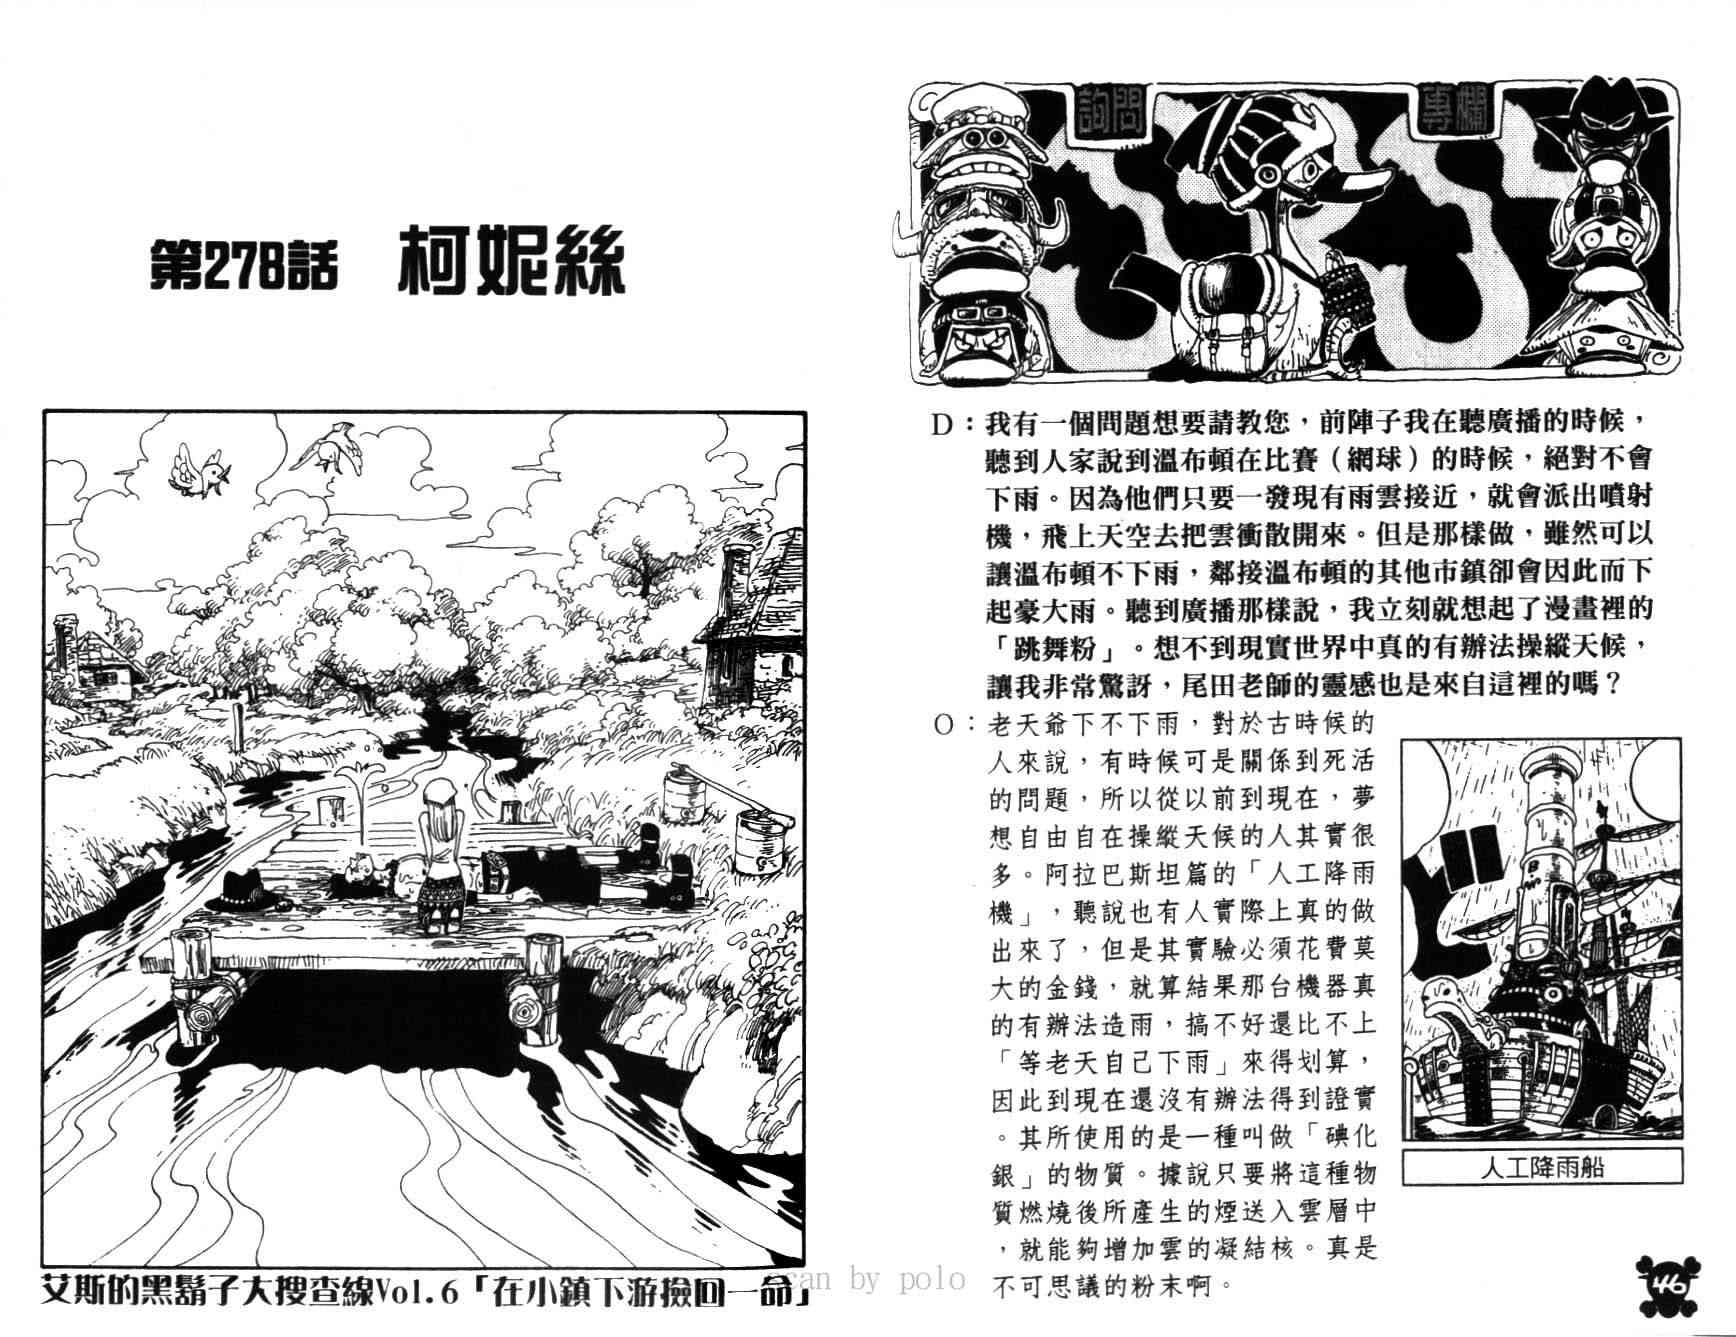 詢問
專欄
D：我有一個問題想要請教您，前陣子我在聽廣播的時候，
聽到人家說到溫布頓在比賽（網球）的時候，絕對不會
下雨。因為他們只要一發現有雨雲接近，就會派出噴射
機，飛上天空去把雲衝散開來。但是那樣做，雖然可以
讓溫布頓不下雨，鄰接溫布頓的其他市鎮卻會因此而下
起豪大雨。聽到廣播那樣說，我立刻就想起了漫畫裡的
「跳舞粉」。想不到現實世界中真的有辦法操縱天候，
讓我非常驚訝，尾田老師的靈感也是來自這裡的嗎？
O：老天爺下不下雨，對於古時候的
人來說，有時候可是關係到死活
的問題，所以從以前到現在，夢
想自由自在操縱天候的人其實很
多。阿拉巴斯坦篇的「人工降雨
機」，聽說也有人實際上真的做
出來了，但是其實驗必須花費莫
大的金錢，就算結果那台機器真
的有辦法造雨，搞不好還比不上
「等老天自己下雨」來得划算，
因此到現在還沒有辦法得到證實
。其所使用的是一種叫做「碘化
銀」的物質。據說只要將這種物
質燃燒後所產生的煙送入雲層中
，就能夠增加雲的凝結核。真是
不可思議的粉末啊。
人工降雨船
46
第278話 柯妮絲
艾斯的黑鬍子大搜查線Vol.6「在小鎮下游撿回一命」
scan by polo